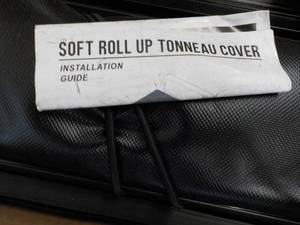 SOFT ROLL UP TONNEAU COVER
INSTALLATION
GUIDE